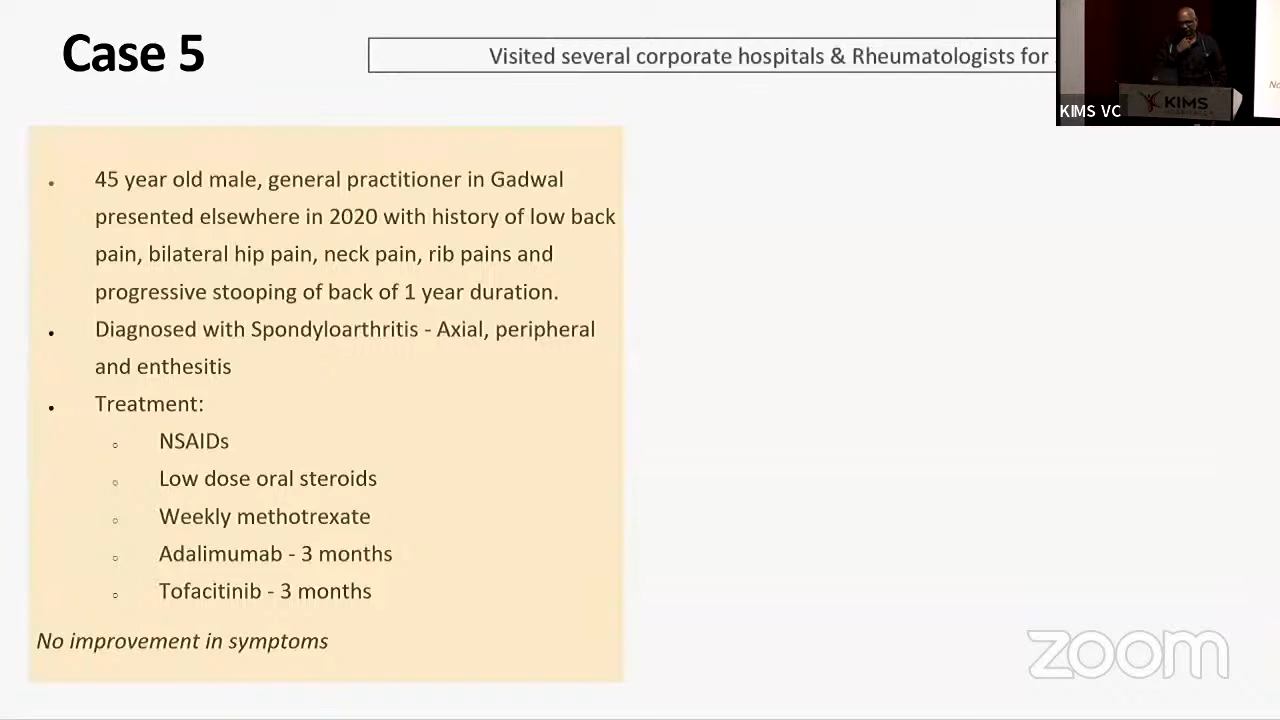 Case 5
Visited several corporate hospitals & Rheumatologists for
KIMS
KIMS VC
No
• 45 year old male, general practitioner in Gadwal
presented elsewhere in 2020 with history of low back
pain, bilateral hip pain, neck pain, rib pains and
progressive stooping of back of 1 year duration.
• Diagnosed with Spondyloarthritis - Axial, peripheral
and enthesitis
• Treatment:
○ NSAIDs
○ Low dose oral steroids
○ Weekly methotrexate
○ Adalimumab - 3 months
○ Tofacitinib - 3 months
No improvement in symptoms
zoom